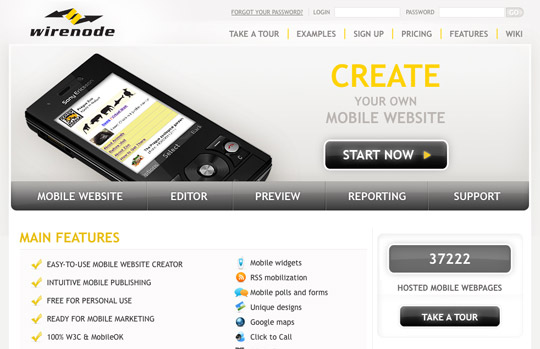 FORGOT YOUR PASSWORD? LOGIN PASSWORD GO
wirenode
TAKE A TOUR EXAMPLES SIGN UP PRICING FEATURES WIKI
CREATE
YOUR OWN
MOBILE WEBSITE
START NOW
Sony Ericsson
Select
MOBILE WEBSITE EDITOR PREVIEW REPORTING SUPPORT
MAIN FEATURES
EASY-TO-USE MOBILE WEBSITE CREATOR
INTUITIVE MOBILE PUBLISHING
FREE FOR PERSONAL USE
READY FOR MOBILE MARKETING
100% W3C & MobileOK
Mobile widgets
RSS mobilization
Mobile polls and forms
Unique designs
Google maps
Click to Call
37222
HOSTED MOBILE WEBPAGES
TAKE A TOUR